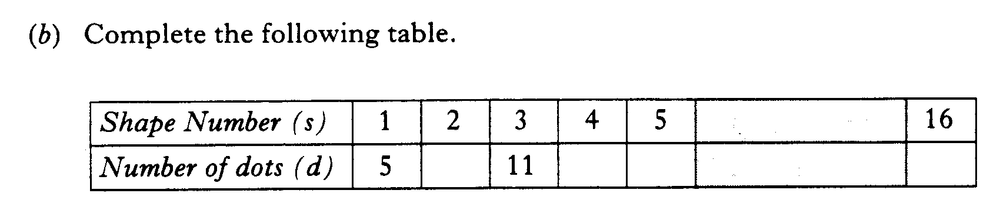 (b) Complete the following table.
Shape Number (s) 1 2 3 4 5 16
Number of dots (d) 5 11